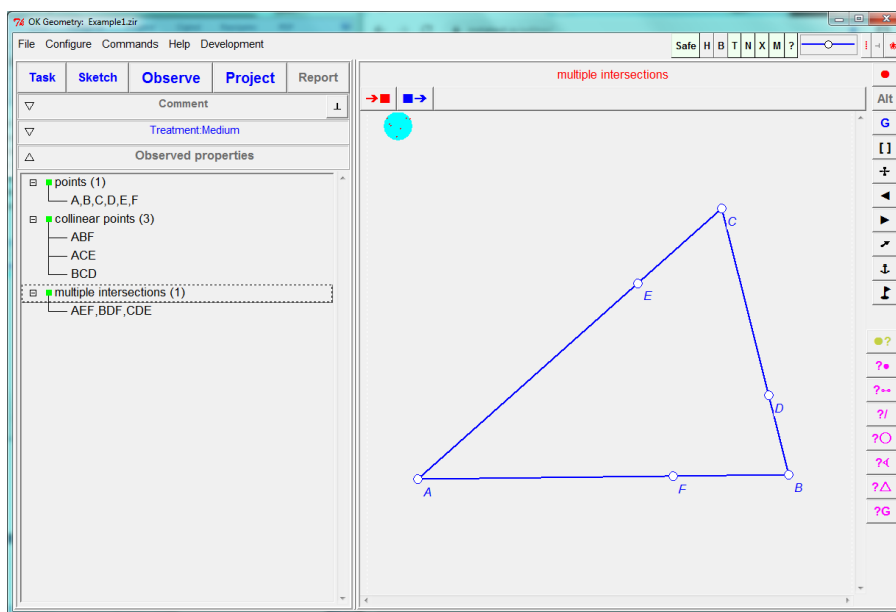 OK Geometry: Example1.zir
File Configure Commands Help Development
Safe H B T N X M ?
Task Sketch Observe Project Report
Comment
Treatment:Medium
Observed properties
points (1)
A,B,C,D,E,F
collinear points (3)
ABF
ACE
BCD
multiple intersections (1)
AEF,BDF,CDE
multiple intersections
C
E
D
A
F
B
Alt
G
[ ]
?
?
?
?/
?
?
?
?G